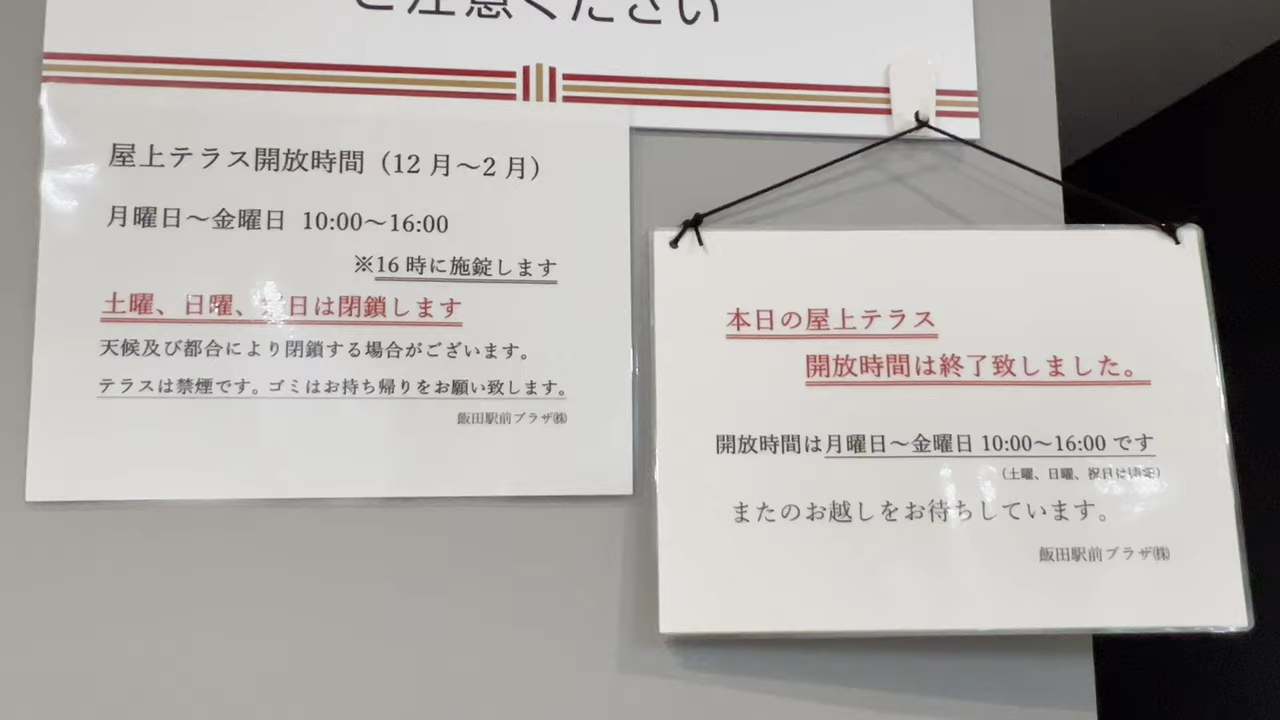 ご注意ください
屋上テラス開放時間（12月～2月）
月曜日～金曜日 10:00～16:00
※16時に施錠します
土曜、日曜、日は閉鎖します
天候及び都合により閉鎖する場合がございます。
テラスは禁煙です。ゴミはお持ち帰りをお願い致します。
飯田駅前プラザ㈱
本日の屋上テラス
開放時間は終了致しました。
開放時間は月曜日～金曜日 10:00～16:00 です
（土曜、日曜、祝日は
またのお越しをお待ちしています。
飯田駅前プラザ㈱